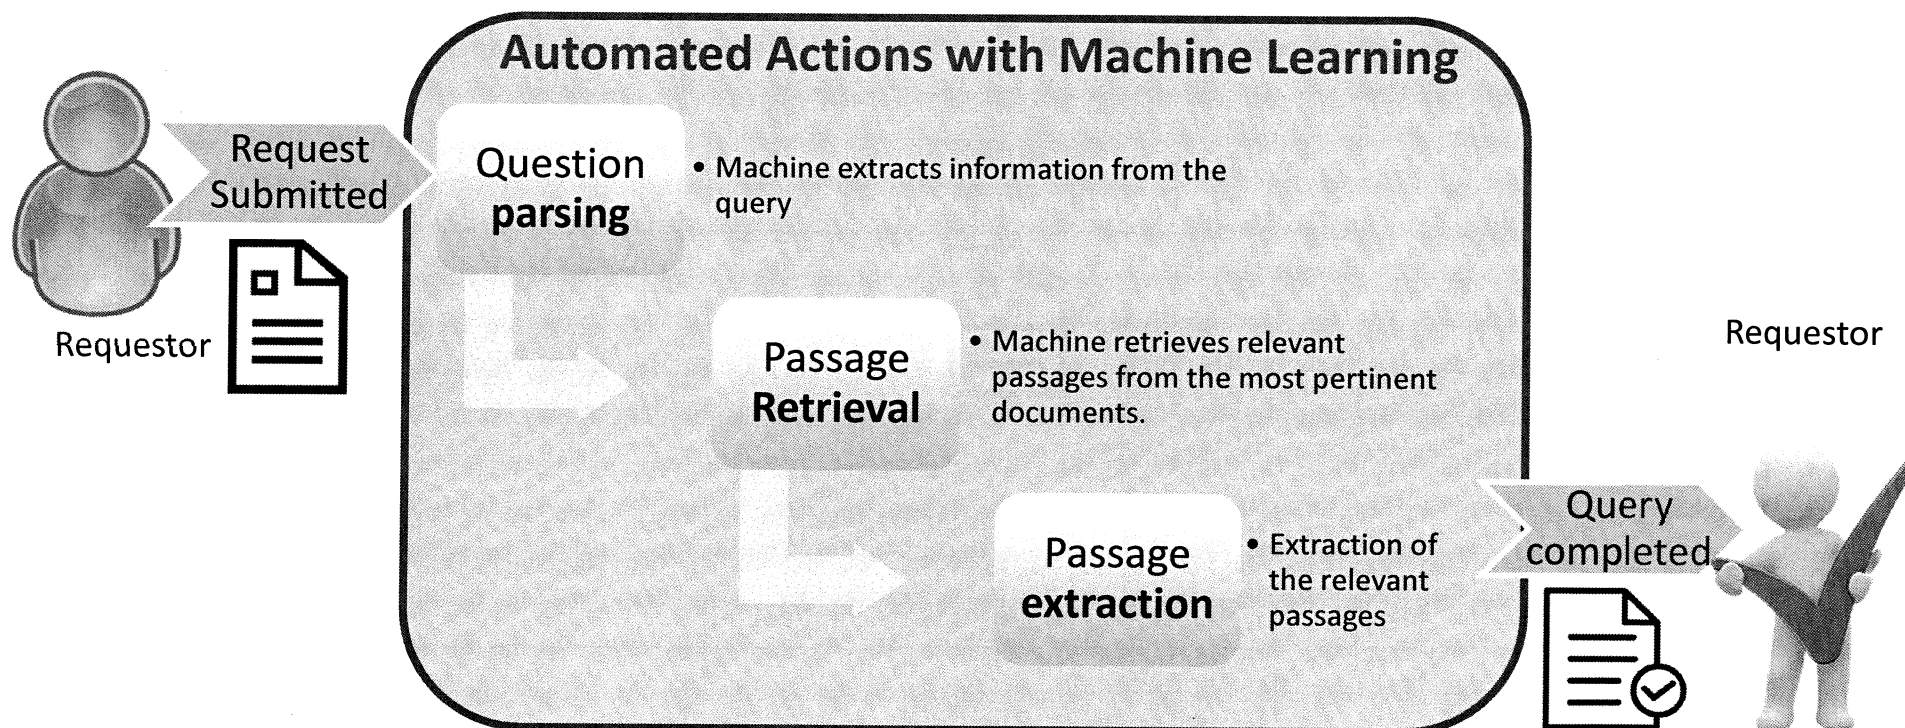 Automated Actions with Machine Learning
Request
Submitted
Requestor
Question
parsing
• Machine extracts information from the
query
Passage
Retrieval
• Machine retrieves relevant
passages from the most pertinent
documents.
Passage
extraction
• Extraction of
the relevant
passages
Query
completed
Requestor